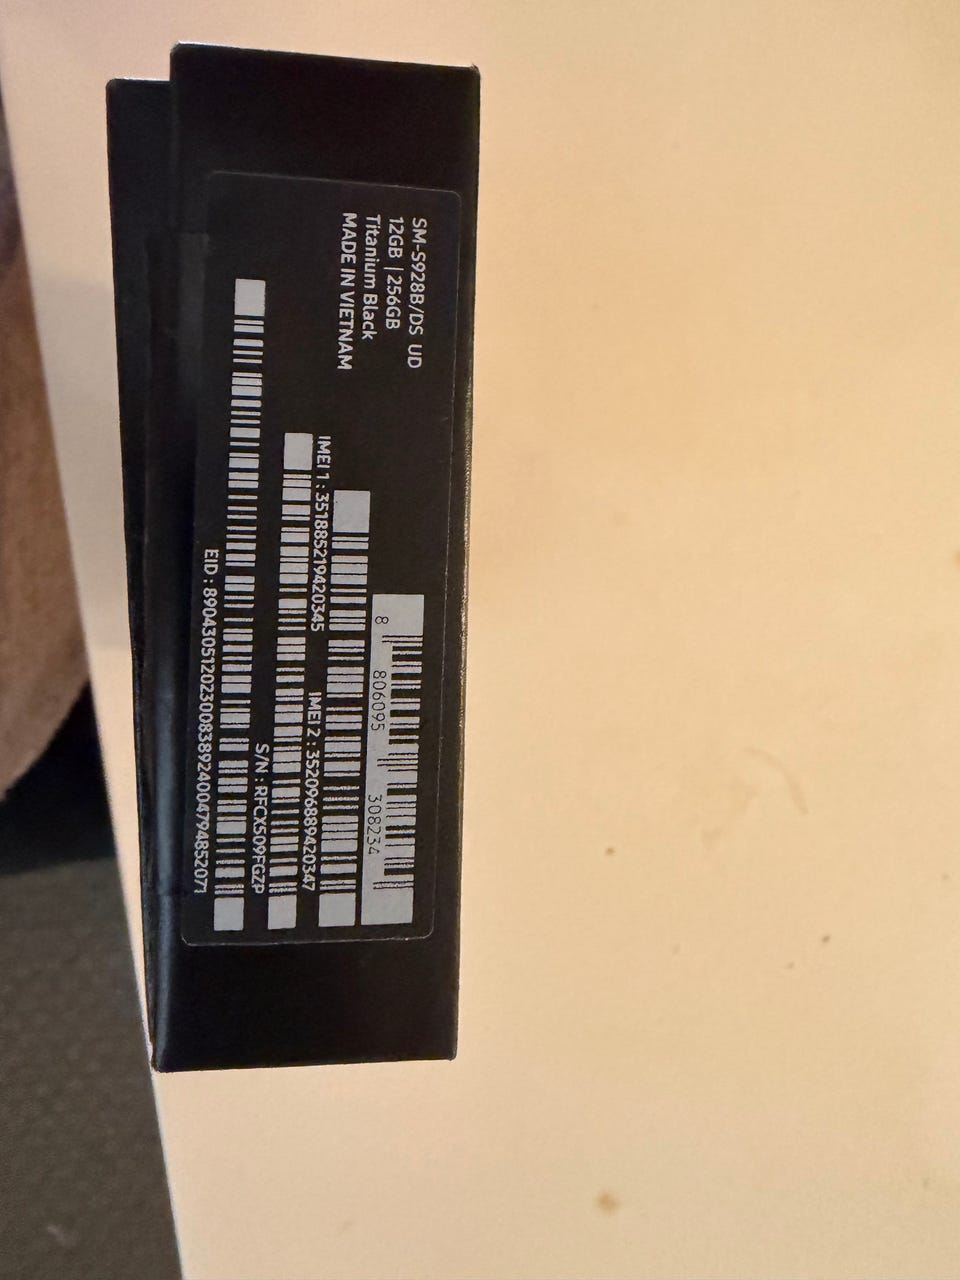 SM-S928B/DS UD
12GB | 256GB
Titanium Black
MADE IN VIETNAM
8 806095 308234
IMEI 1 : 351885219420345
IMEI 2 : 352096889420347
S/N : RFCX509FGZP
EID : 89043051202300838924004794852071